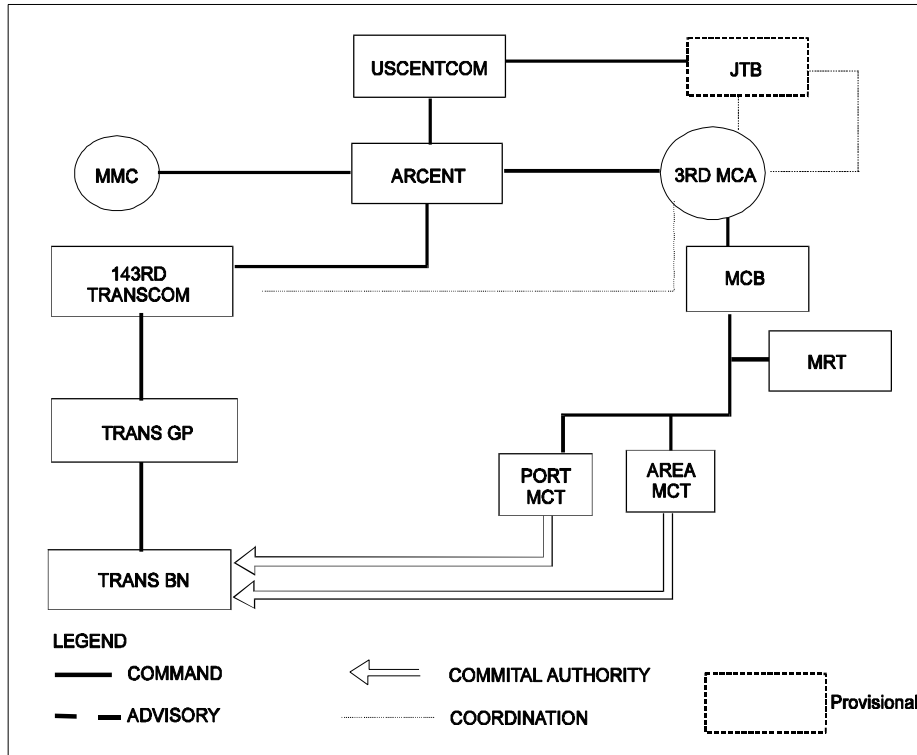 USCENTCOM
JTB
MMC
ARCENT
3RD MCA
143RD
TRANSCOM
MCB
MRT
TRANS GP
PORT
MCT
AREA
MCT
TRANS BN
LEGEND
COMMAND
COMMITAL AUTHORITY
Provisional
ADVISORY
COORDINATION